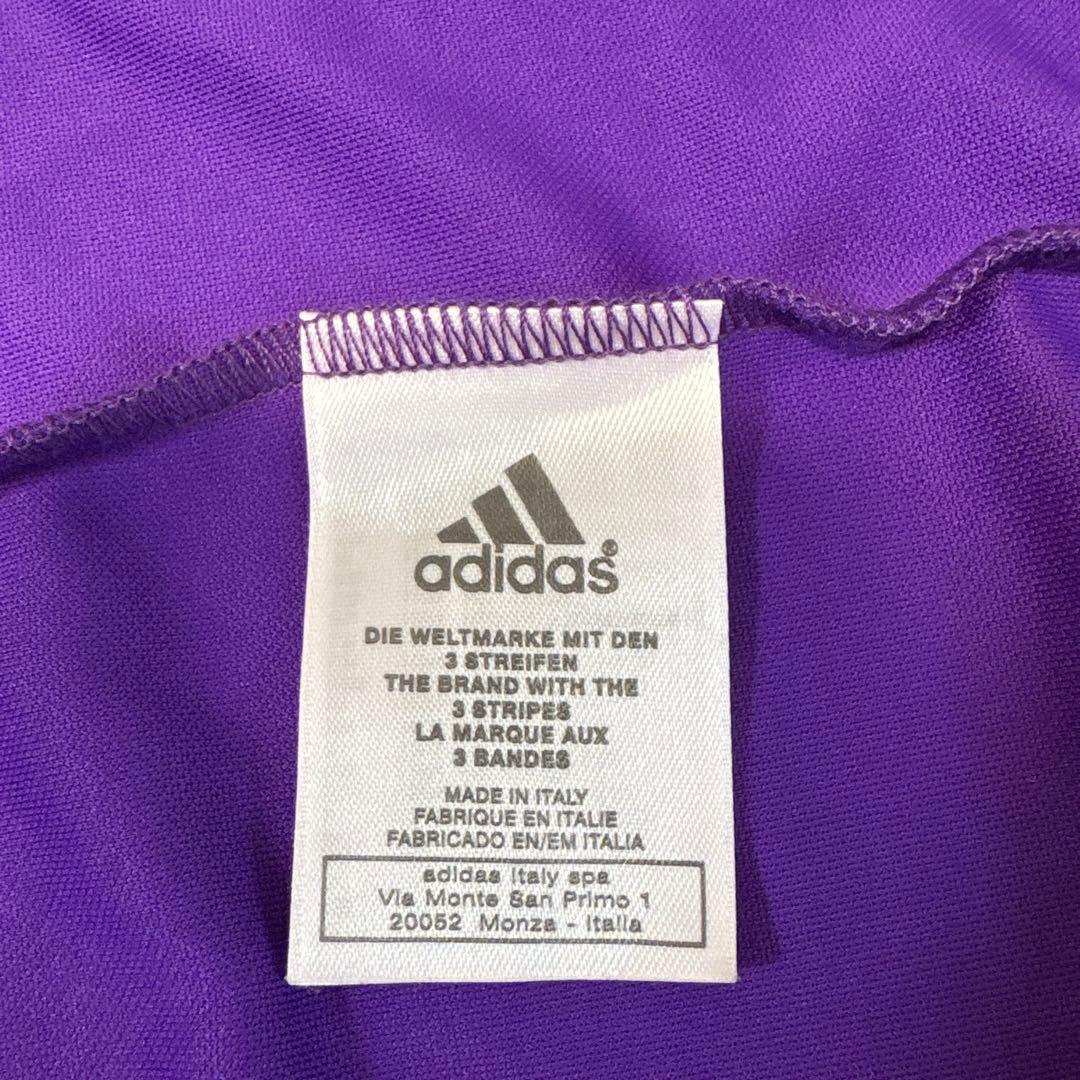 adidas®
DIE WELTMARKE MIT DEN
3 STREIFEN
THE BRAND WITH THE
3 STRIPES
LA MARQUE AUX
3 BANDES
MADE IN ITALY
FABRIQUE EN ITALIE
FABRICADO EN/EM ITALIA
adidas Italy spa
Via Monte San Primo 1
20052 Monza - Italia